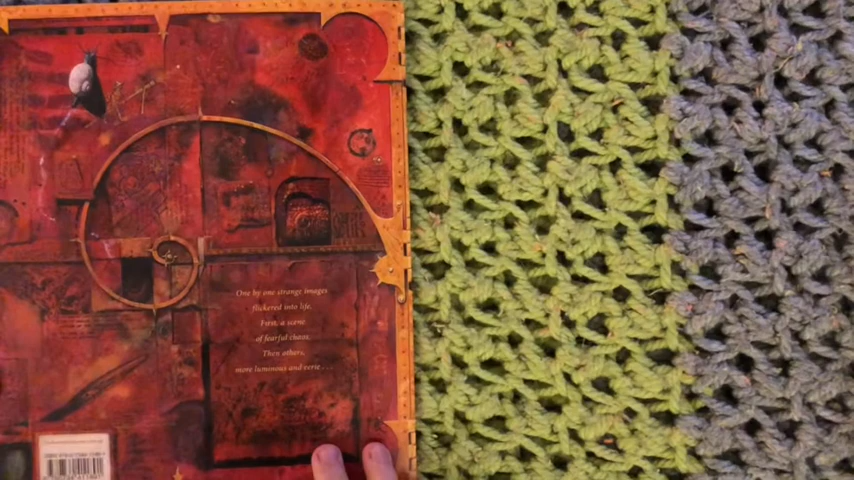 One by one strange images
flickered into life.
First, a scene
of fearful chaos.
Then others,
more luminous and eerie . . .